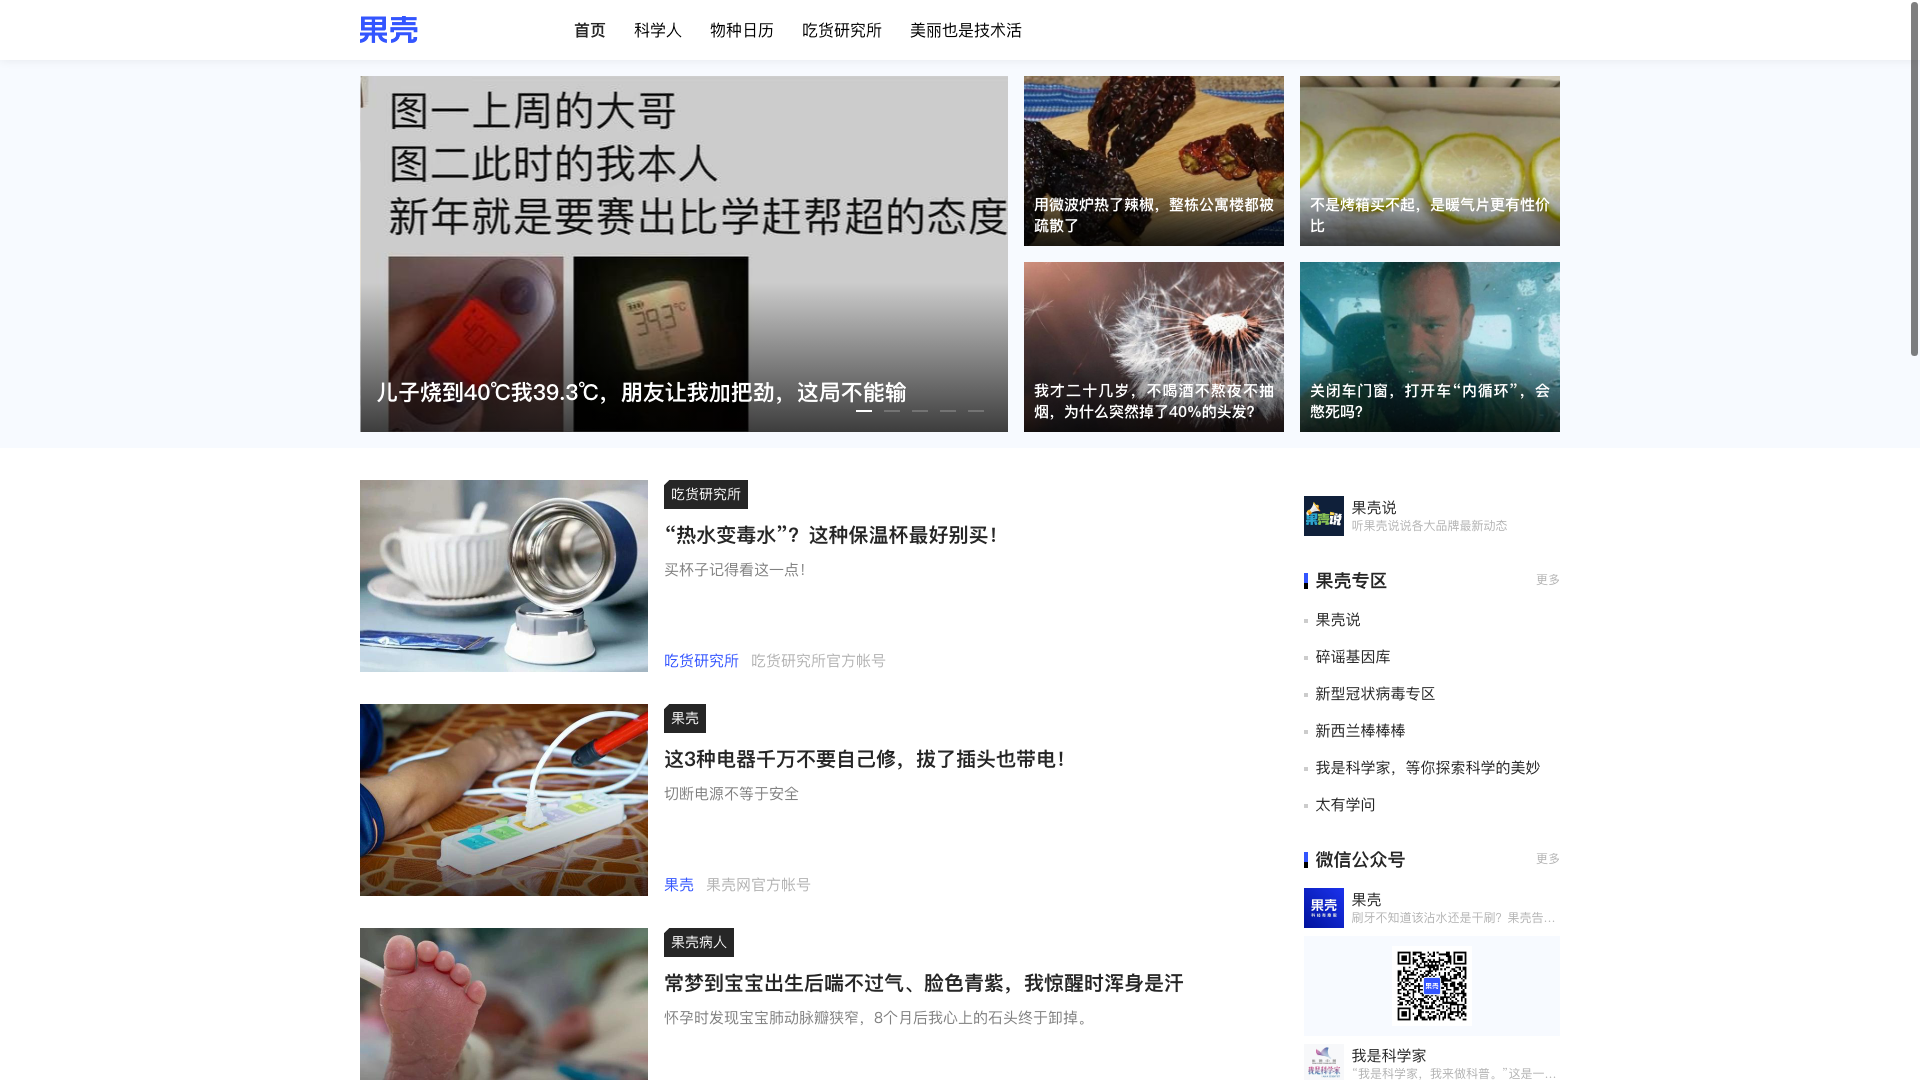 果壳
首页
科学人
物种日历
吃货研究所
美丽也是技术活
图一上周的大哥
图二此时的我本人
新年就是要赛出比学赶帮超的态度
39.3℃
儿子烧到40℃我39.3℃，朋友让我加把劲，这局不能输
用微波炉热了辣椒，整栋公寓楼都被
疏散了
不是烤箱买不起，是暖气片更有性价
比
我才二十几岁，不喝酒不熬夜不抽
烟，为什么突然掉了40%的头发？
关闭车门窗，打开车“内循环”，会
憋死吗？
吃货研究所
“热水变毒水”？这种保温杯最好别买！
买杯子记得看这一点！
吃货研究所 吃货研究所官方帐号
果壳
这3种电器千万不要自己修，拔了插头也带电！
切断电源不等于安全
果壳 果壳网官方帐号
果壳病人
常梦到宝宝出生后喘不过气、脸色青紫，我惊醒时浑身是汗
怀孕时发现宝宝肺动脉瓣狭窄，8个月后我心上的石头终于卸掉。
果壳说
果壳说
听果壳说说各大品牌最新动态
果壳专区
更多
果壳说
碎谣基因库
新型冠状病毒专区
新西兰棒棒棒
我是科学家，等你探索科学的美妙
太有学问
微信公众号
更多
果壳
果壳
刷牙不知道该沾水还是干刷？果壳告...
果壳
我是科学家
我是科学家
“我是科学家，我来做科普。”这是一...